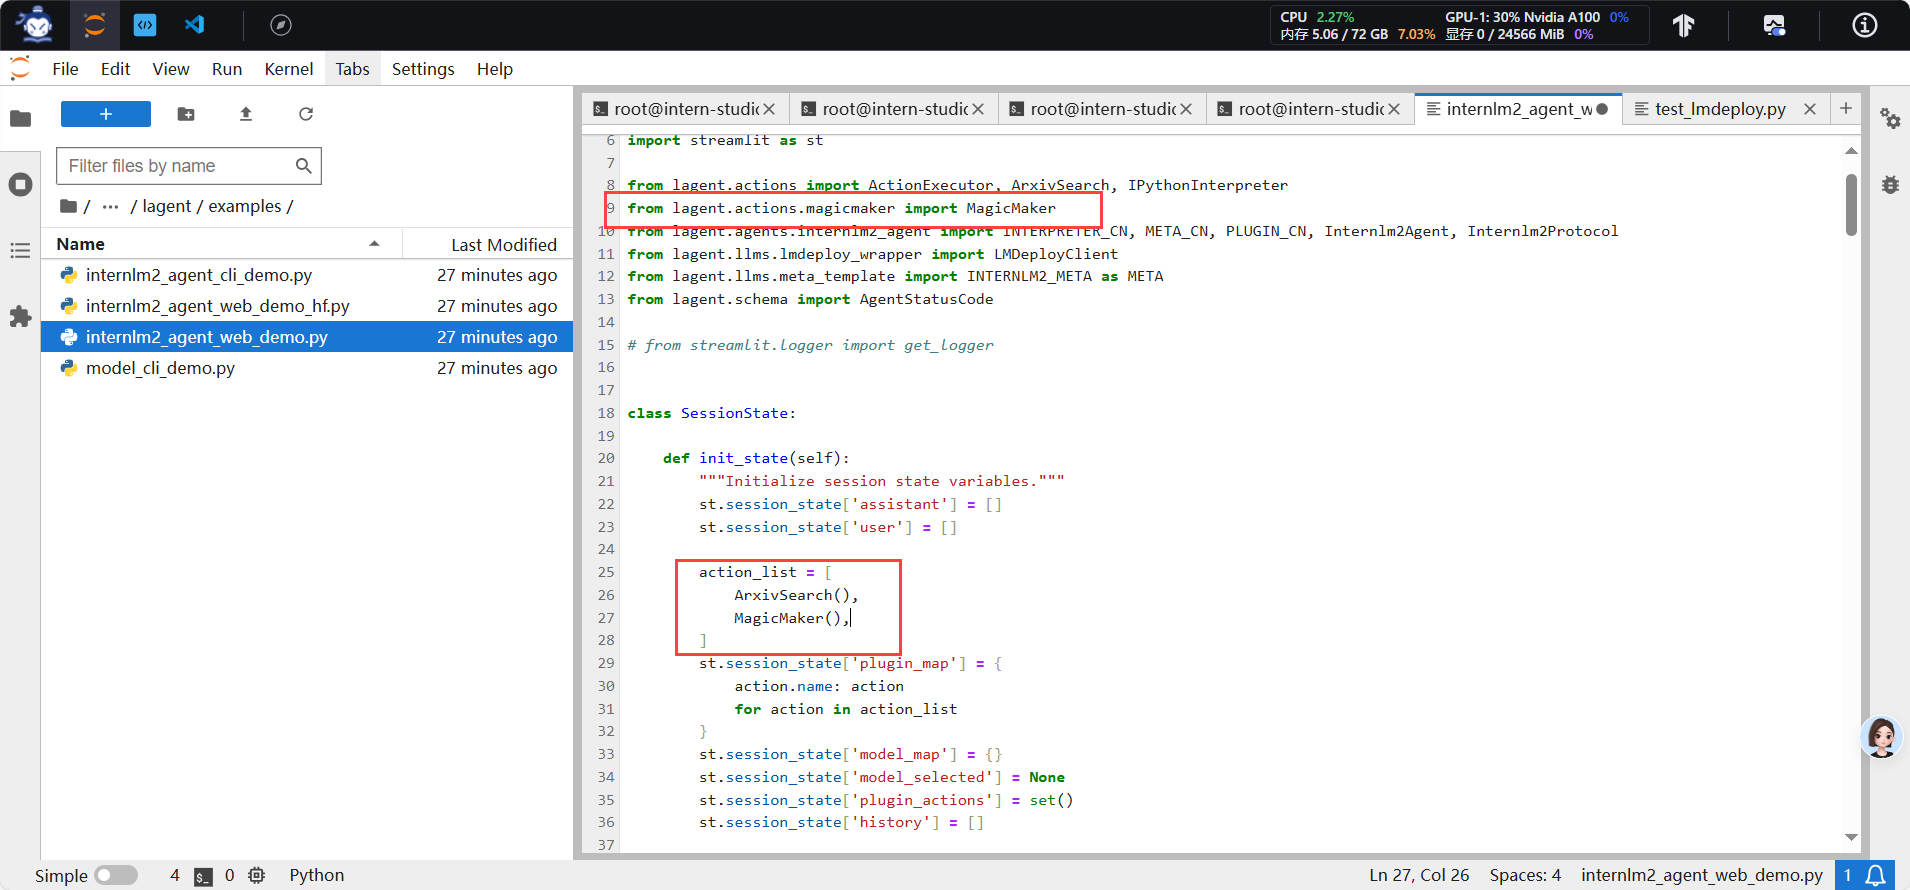 CPU 2.27% GPU-1: 30% Nvidia A100 0%
内存 5.06 / 72 GB 7.03% 显存 0 / 24566 MiB 0%
File Edit View Run Kernel Tabs Settings Help
root@intern-studic root@intern-studic root@intern-studic root@intern-studic internlm2_agent_w test_lmdeploy.py
Filter files by name
/ ... / lagent / examples /
Name Last Modified
internlm2_agent_cli_demo.py 27 minutes ago
internlm2_agent_web_demo_hf.py 27 minutes ago
internlm2_agent_web_demo.py 27 minutes ago
model_cli_demo.py 27 minutes ago
6 import streamlit as st
7
8 from lagent.actions import ActionExecutor, ArxivSearch, IPythonInterpreter
9 from lagent.actions.magicmaker import MagicMaker
10 from lagent.agents.internlm2_agent import INTERPRETER_CN, META_CN, PLUGIN_CN, Internlm2Agent, Internlm2Protocol
11 from lagent.llms.lmdeploy_wrapper import LMDeployClient
12 from lagent.llms.meta_template import INTERNLM2_META as META
13 from lagent.schema import AgentStatusCode
14
15 # from streamlit.logger import get_logger
16
17
18 class SessionState:
19
20 def init_state(self):
21 """Initialize session state variables."""
22 st.session_state['assistant'] = []
23 st.session_state['user'] = []
24
25 action_list = [
26 ArxivSearch(),
27 MagicMaker(),
28 ]
29 st.session_state['plugin_map'] = {
30 action.name: action
31 for action in action_list
32 }
33 st.session_state['model_map'] = {}
34 st.session_state['model_selected'] = None
35 st.session_state['plugin_actions'] = set()
36 st.session_state['history'] = []
37
Simple 4 0 Python Ln 27, Col 26 Spaces: 4 internlm2_agent_web_demo.py 1